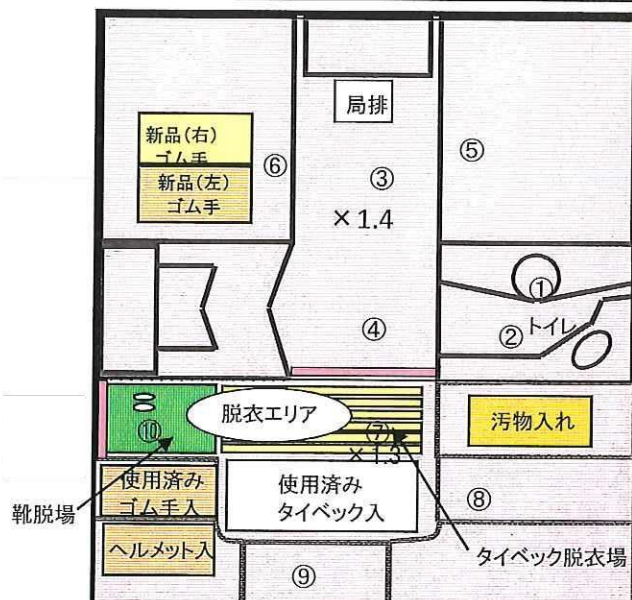 局排
新品(右)
ゴム手
新品(左)
ゴム手
⑥
③
⑤
×1.4
①
④
②
トイレ
脱衣エリア
⑩
⑦
×1.3
汚物入れ
使用済み
ゴム手入
使用済み
タイベック入
⑧
靴脱場
ヘルメット入
タイベック脱衣場
⑨